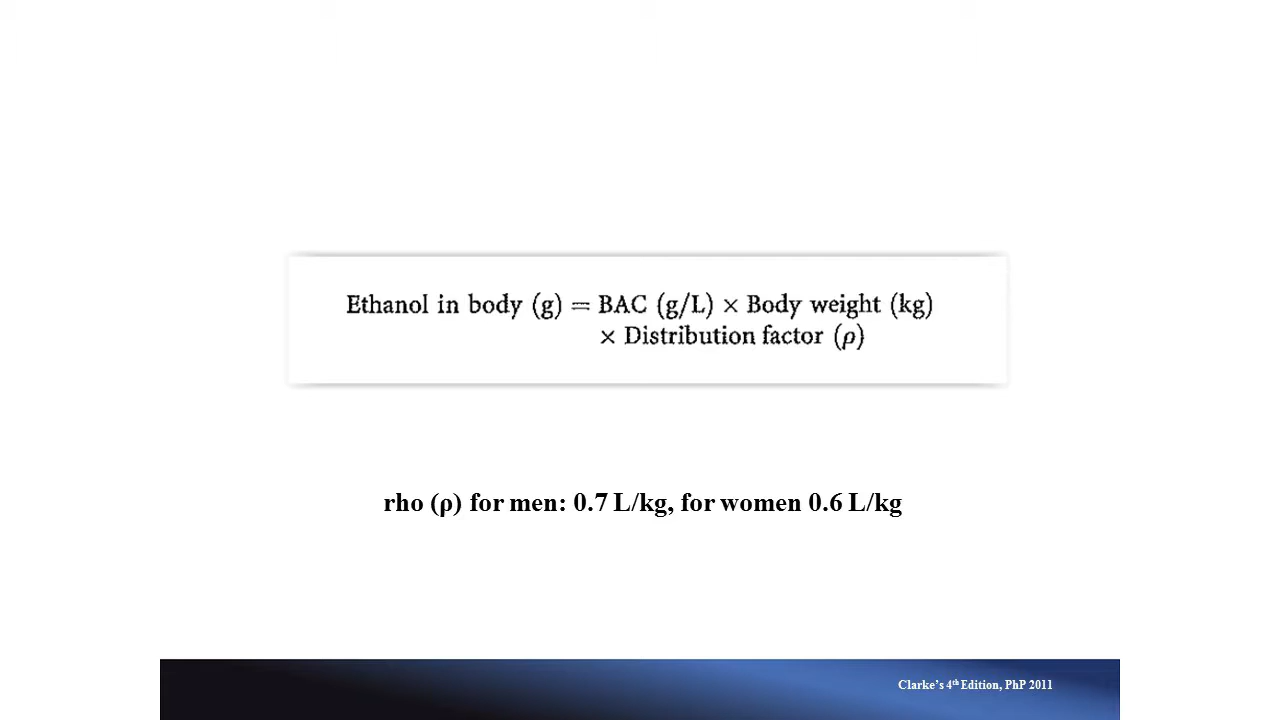 Ethanol in body (g) = BAC (g/L) × Body weight (kg)
× Distribution factor (ρ)
rho (ρ) for men: 0.7 L/kg, for women 0.6 L/kg
Clarke's 4th Edition, PhP 2011